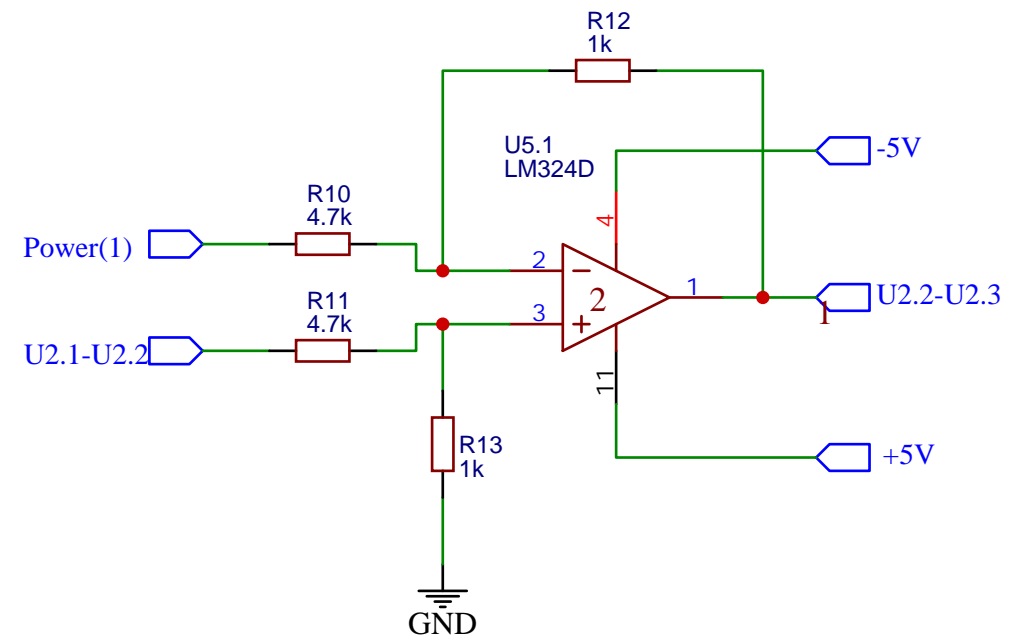 R12
1k
U5.1
LM324D
-5V
R10
4.7k
4
Power(1)
2
1
2
U2.2-U2.3
1
R11
4.7k
3
U2.1-U2.2
11
R13
1k
+5V
GND